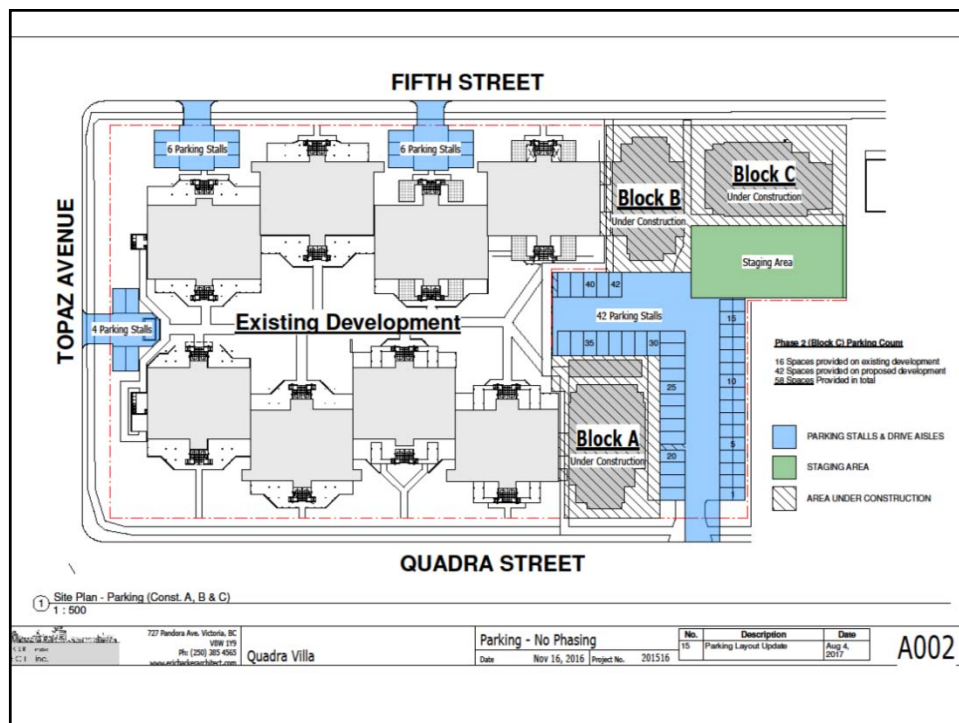 FIFTH STREET
6 Parking Stalls
6 Parking Stalls
Block B
Under Construction
Block C
Under Construction
Staging Area
TOPAZ AVENUE
4 Parking Stalls
Existing Development
40
42
42 Parking Stalls
35
30
25
20
15
10
5
1
Block A
Under Construction
Phase 2 (Block C) Parking Count
16 Spaces provided on existing development
42 Spaces provided on proposed development
58 Spaces Provided in total
PARKING STALLS & DRIVE AISLES
STAGING AREA
AREA UNDER CONSTRUCTION
QUADRA STREET
1
Site Plan - Parking (Const. A, B & C)
1 : 500
727 Pandora Ave. Victoria, BC
V8W 1Y9
Ph: (250) 385 4565
www.ericbarkerarchitect.com
Quadra Villa
Parking - No Phasing
Date Nov 16, 2016 Project No. 201516
No. Description Date
15 Parking Layout Update Aug 4,
2017
A002